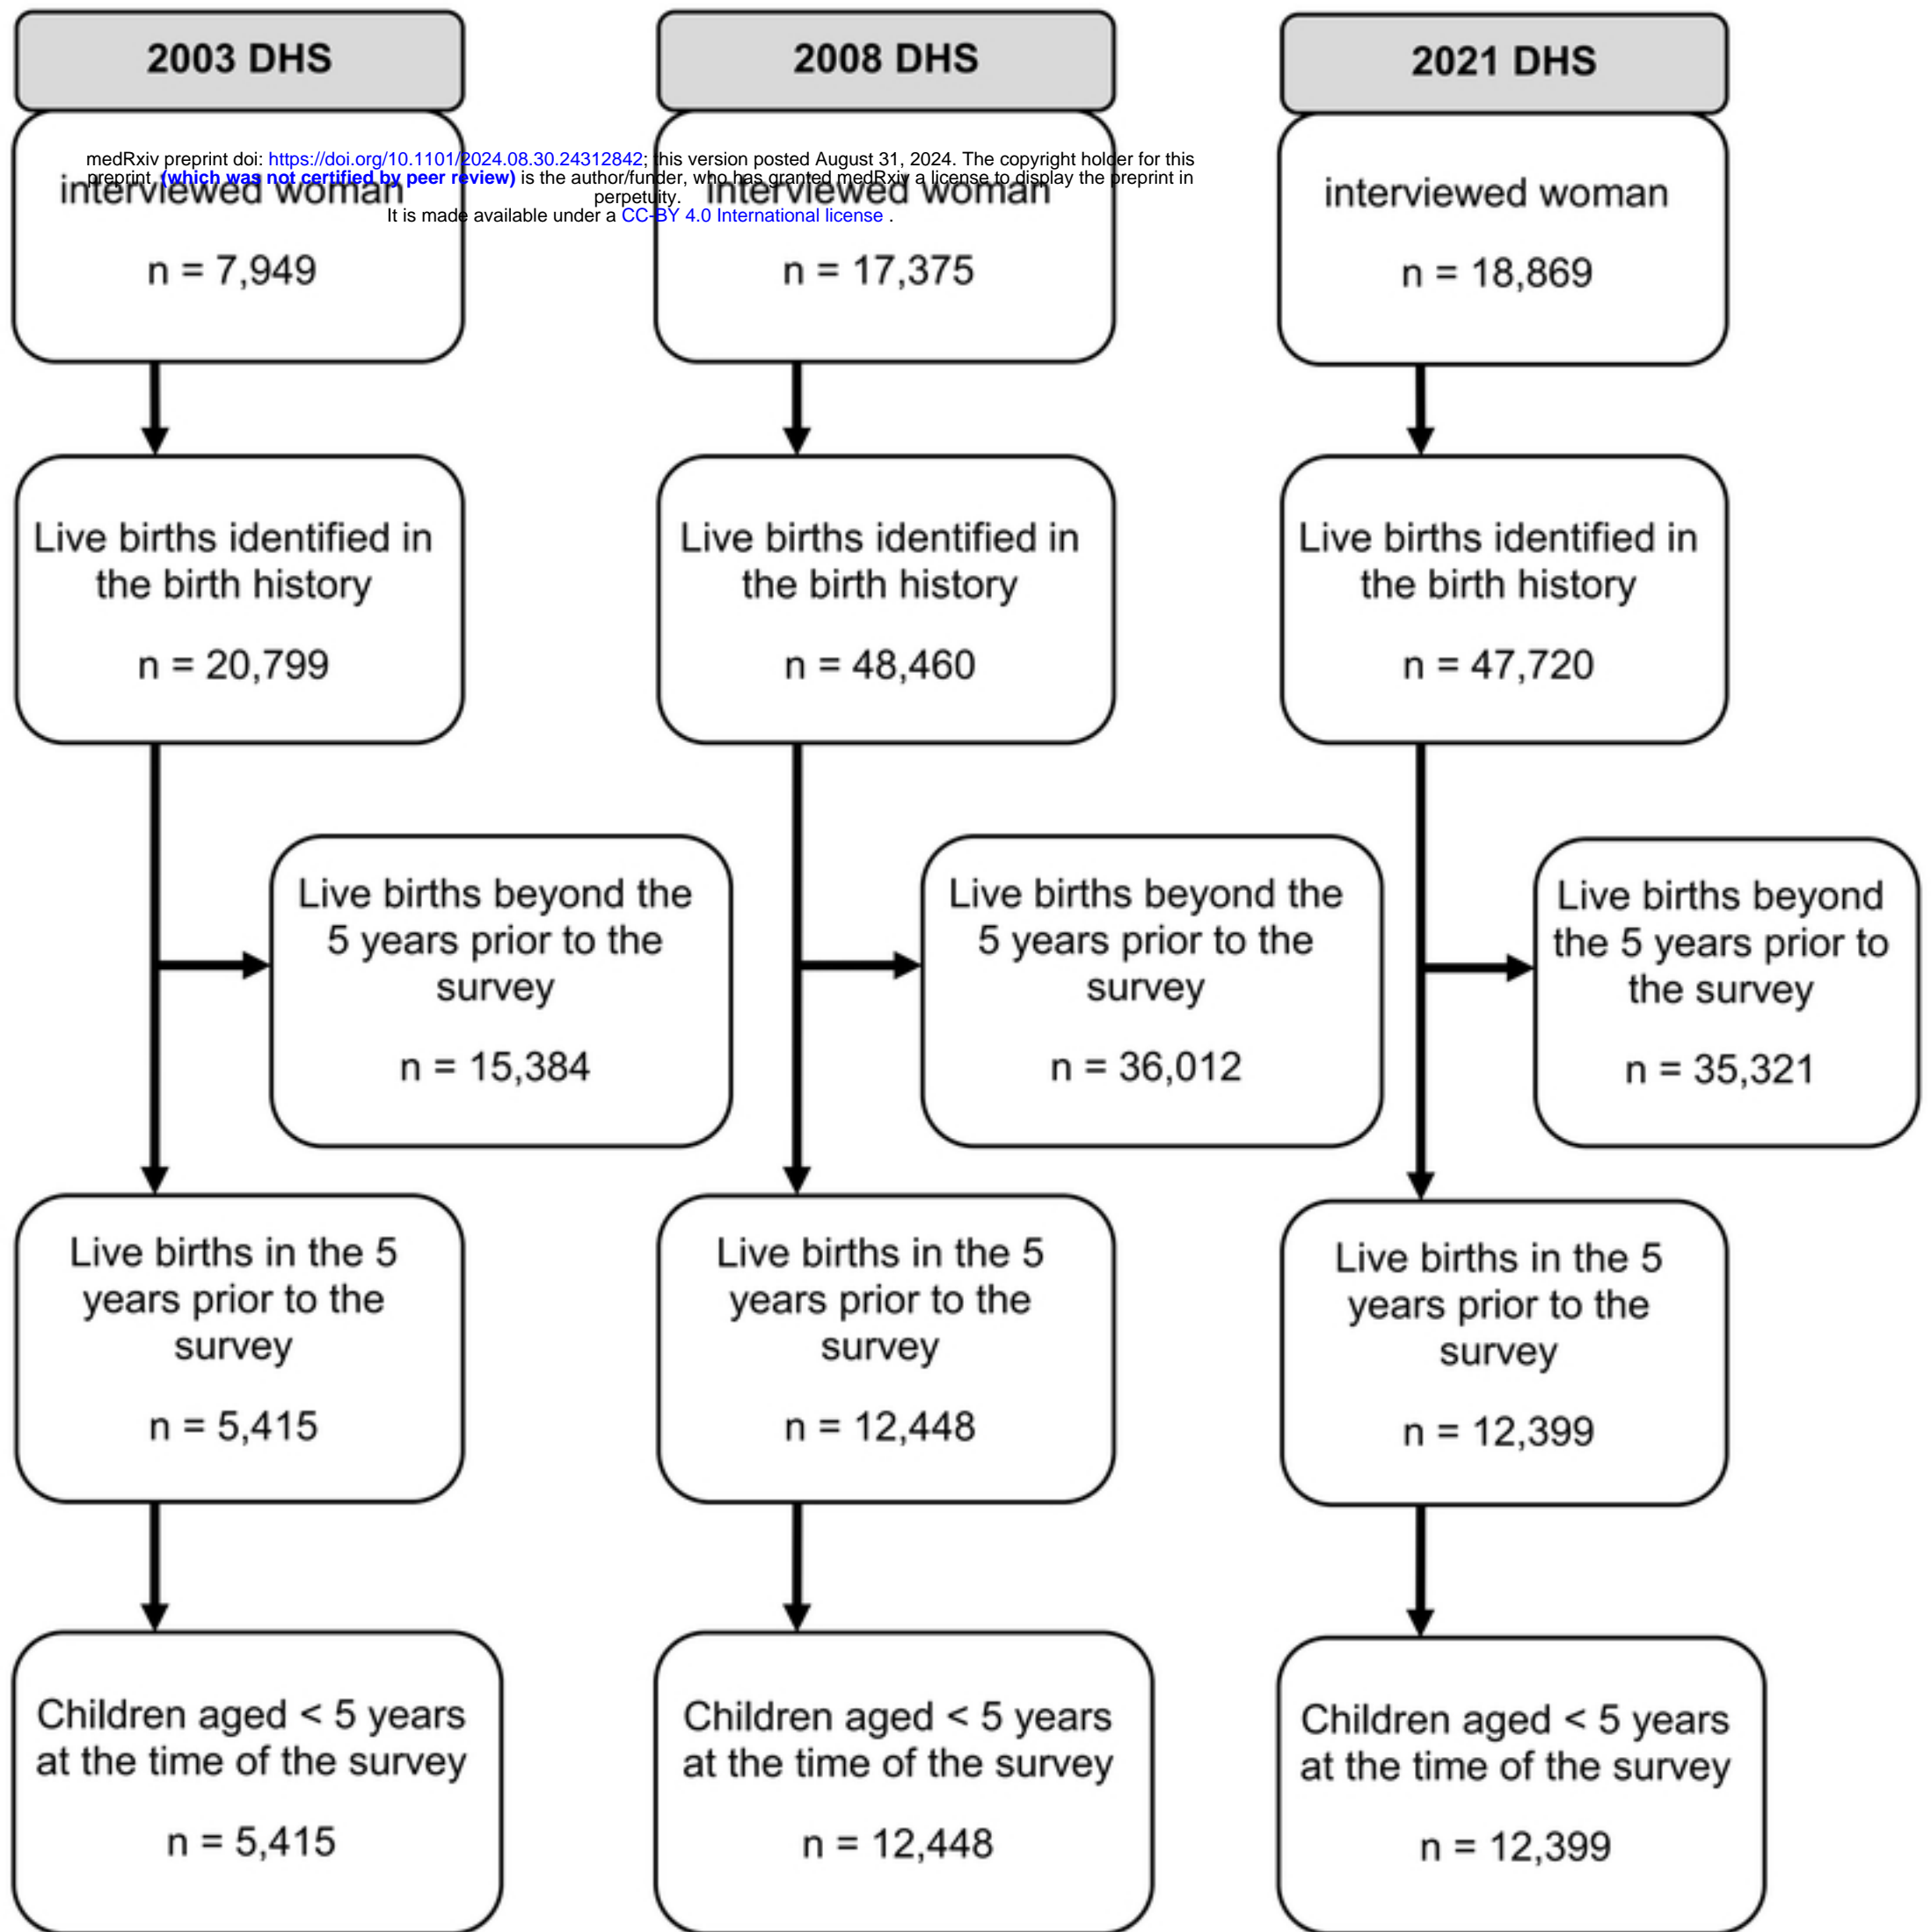 2003 DHS
2008 DHS
2021 DHS
medRxiv preprint doi: https://doi.org/10.1101/2024.08.30.24312842; this version posted August 31, 2024. The copyright holder for this
preprint (which was not certified by peer review) is the author/funder, who has granted medRxiv a license to display the preprint in
perpetuity.
It is made available under a CC-BY 4.0 International license .
interviewed woman
n = 7,949
interviewed woman
n = 17,375
interviewed woman
n = 18,869
Live births identified in
the birth history
n = 20,799
Live births identified in
the birth history
n = 48,460
Live births identified in
the birth history
n = 47,720
Live births beyond the
5 years prior to the
survey
n = 15,384
Live births beyond the
5 years prior to the
survey
n = 36,012
Live births beyond
the 5 years prior to
the survey
n = 35,321
Live births in the 5
years prior to the
survey
n = 5,415
Live births in the 5
years prior to the
survey
n = 12,448
Live births in the 5
years prior to the
survey
n = 12,399
Children aged < 5 years
at the time of the survey
n = 5,415
Children aged < 5 years
at the time of the survey
n = 12,448
Children aged < 5 years
at the time of the survey
n = 12,399